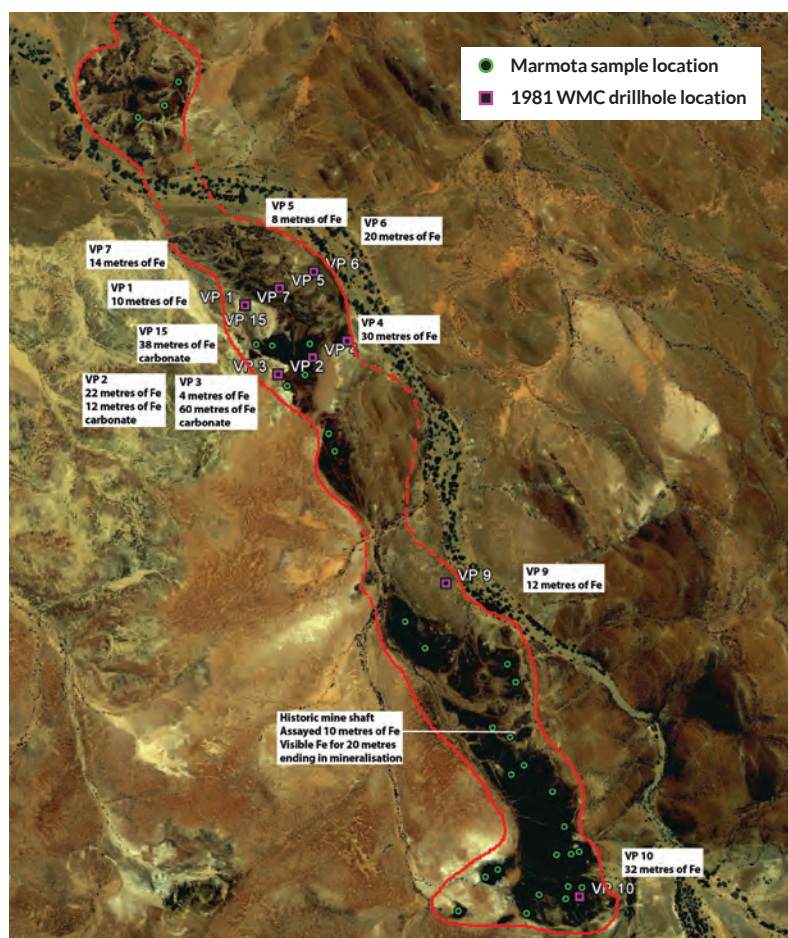 Marmota sample location
1981 WMC drillhole location
VP 5
8 metres of Fe
VP 6
20 metres of Fe
VP 7
14 metres of Fe
VP 1
10 metres of Fe
VP 15
38 metres of Fe
carbonate
VP 2
22 metres of Fe
12 metres of Fe
carbonate
VP 3
4 metres of Fe
60 metres of Fe
carbonate
VP 4
30 metres of Fe
VP 6
VP 5
VP 1
VP 7
VP 15
VP 4
VP 3
VP 2
VP 9
VP 9
12 metres of Fe
Historic mine shaft
Assayed 10 metres of Fe
Visible Fe for 20 metres
ending in mineralisation
VP 10
32 metres of Fe
VP 10